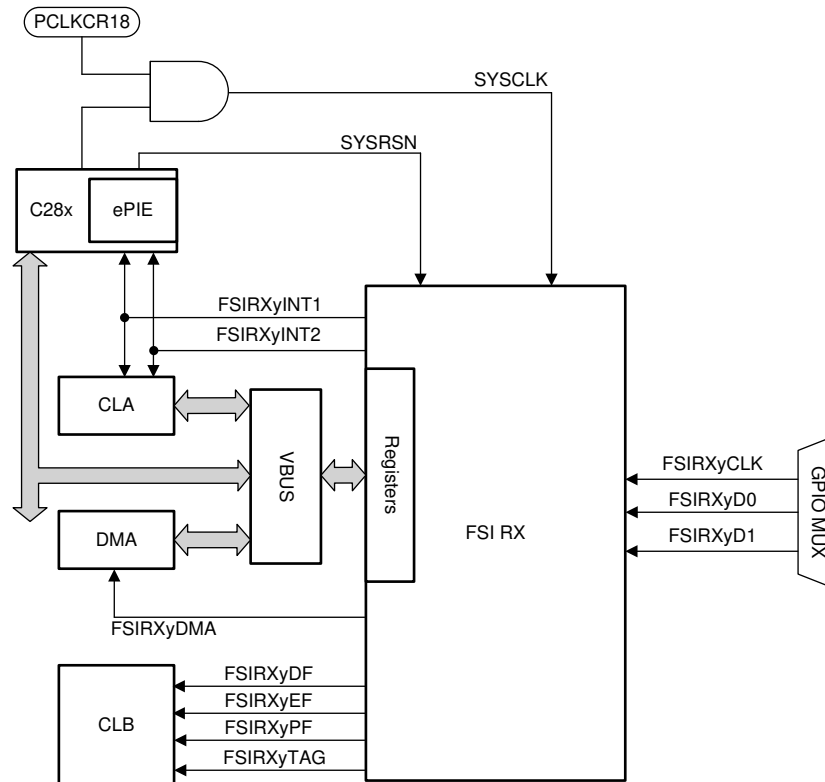 PCLKCR18
SYSCLK
SYSRSN
C28x
ePIE
FSIRXyINT1
FSIRXyINT2
CLA
VBUS
Registers
FSI RX
FSIRXyCLK
FSIRXyD0
FSIRXyD1
GPIO MUX
DMA
FSIRXyDMA
CLB
FSIRXyDF
FSIRXyEF
FSIRXyPF
FSIRXyTAG